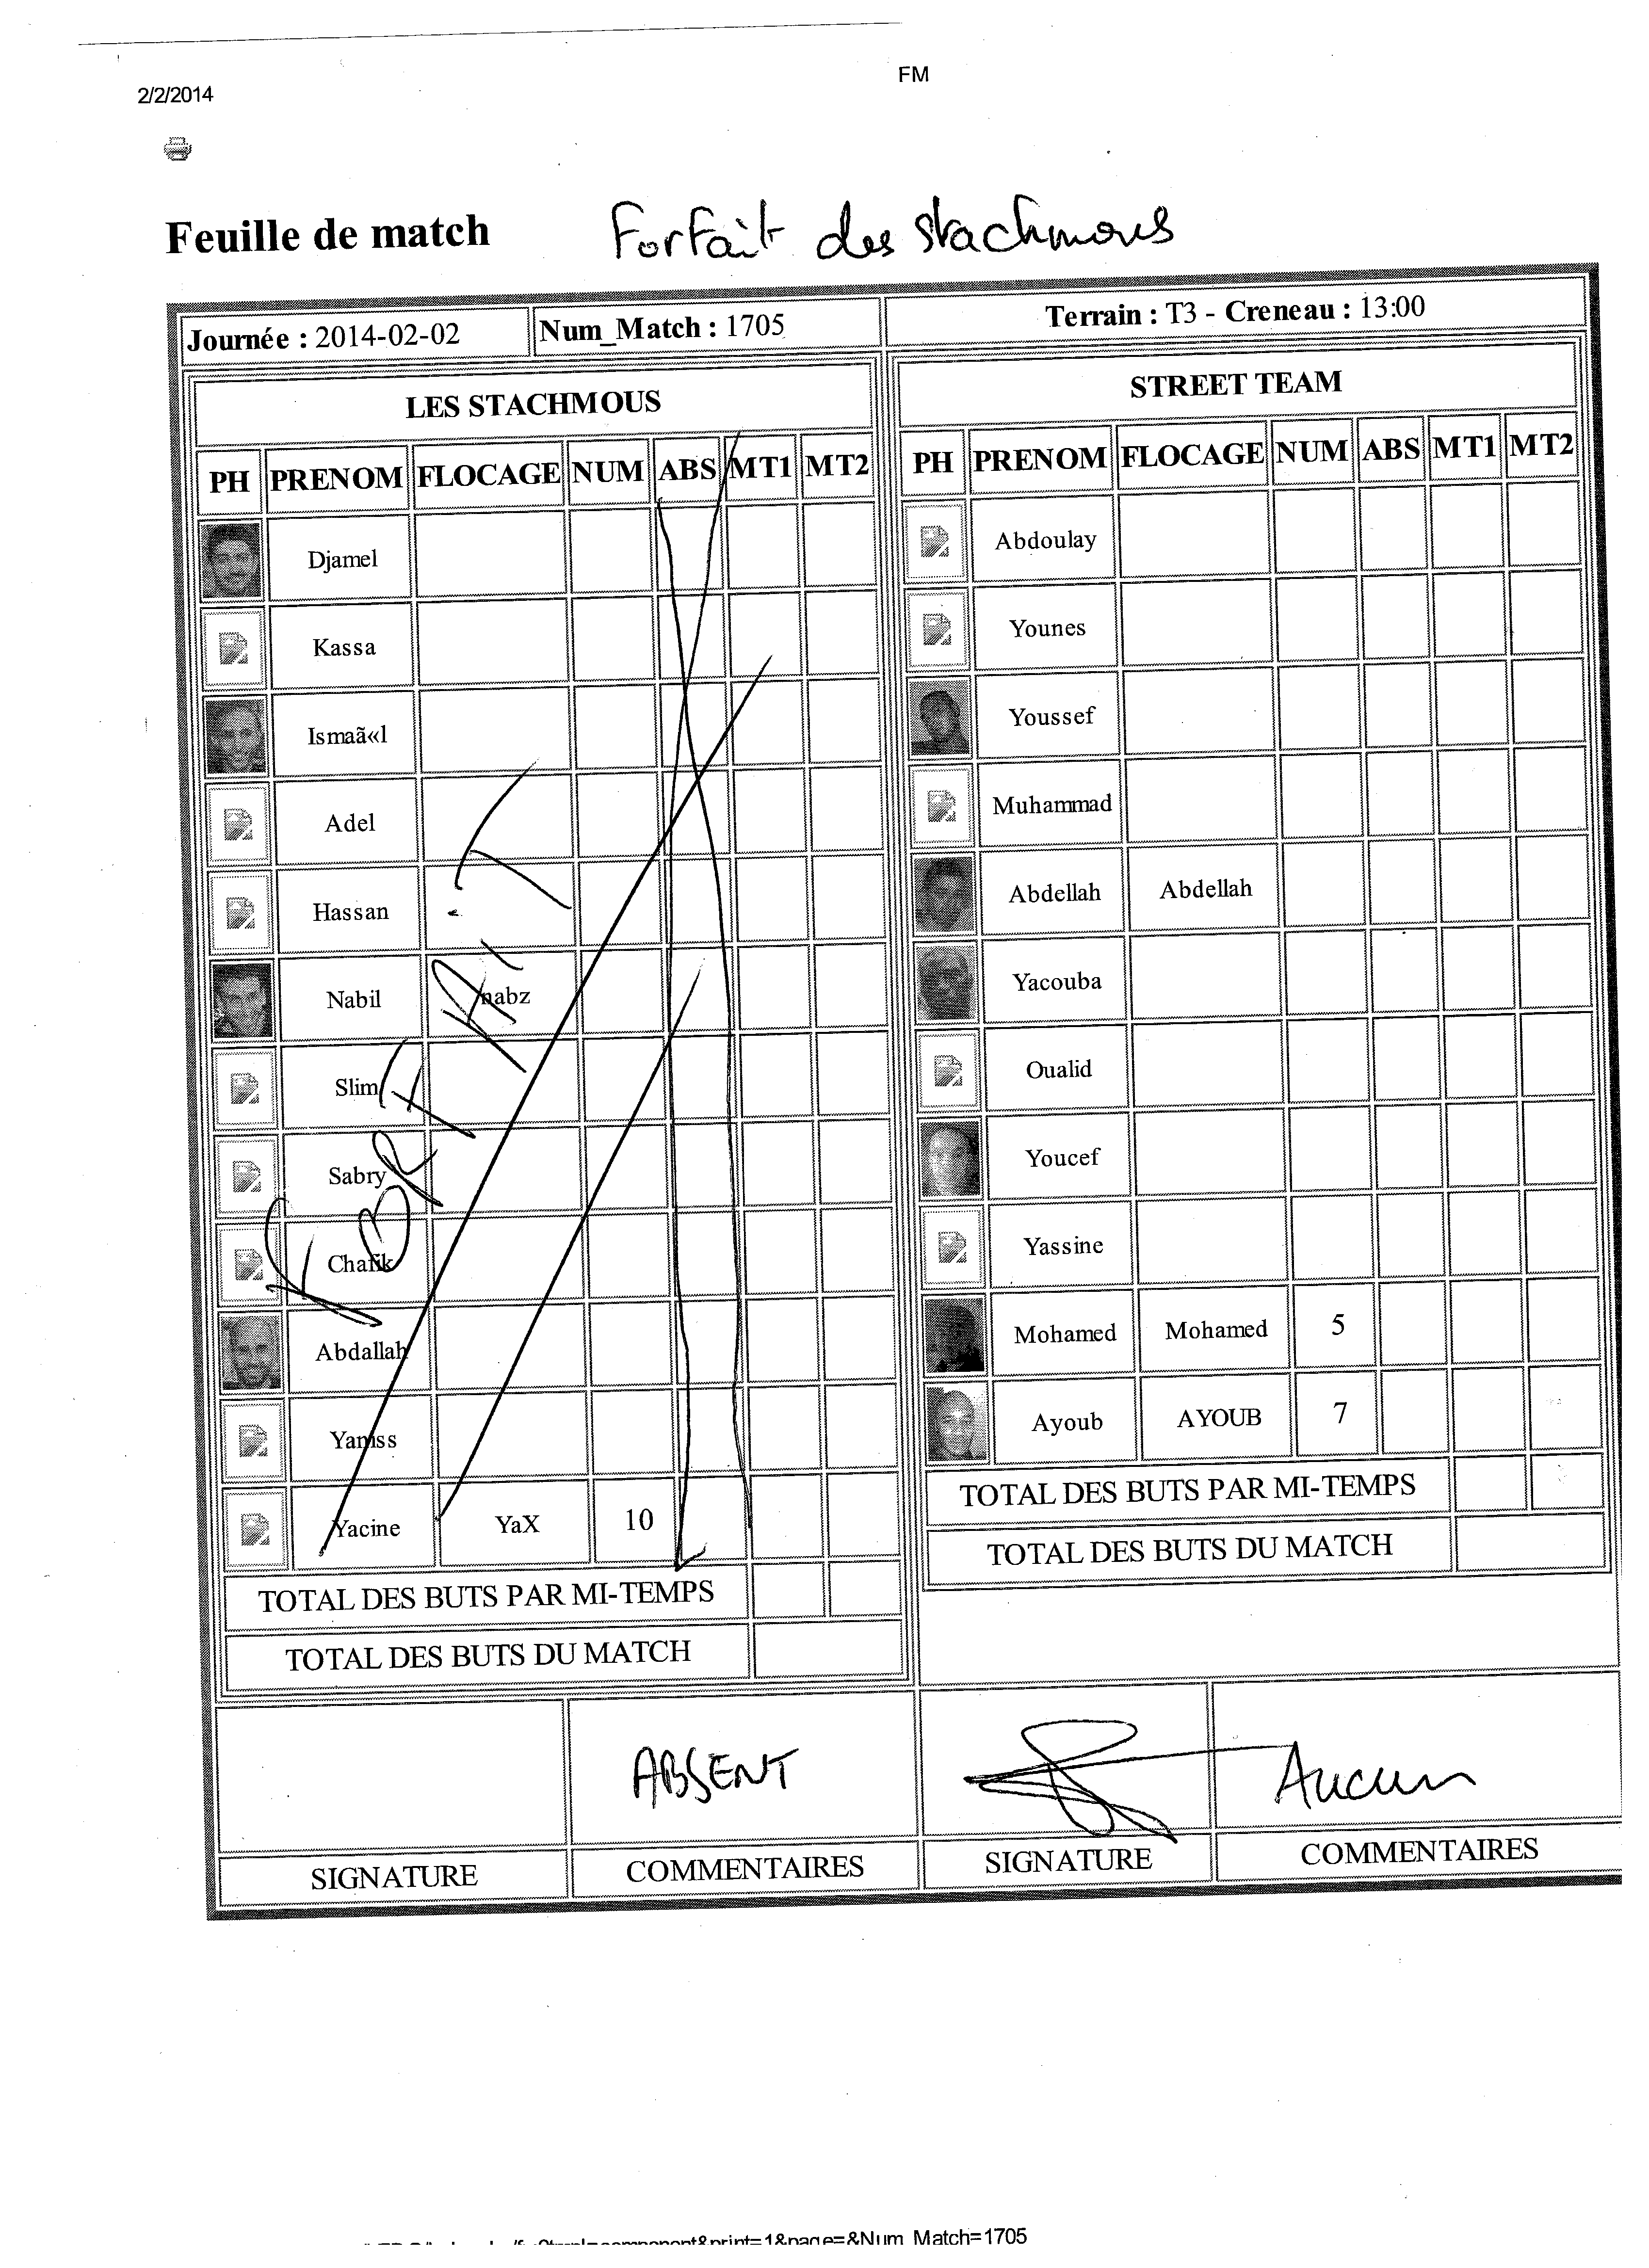 2/2/2014
FM
Feuille de match
Forfait des stachmous
Journée : 2014-02-02
Num_Match : 1705
Terrain : T3 - Creneau : 13:00
LES STACHMOUS
PH PRENOM FLOCAGE NUM ABS MT1 MT2
Djamel
Kassa
Ismaã«l
Adel
Hassan
Nabil nabz
Slim
Sabry
Chafik
Abdallah
Yaniss
Yacine YaX 10
FORFAIT
TOTAL DES BUTS PAR MI-TEMPS
TOTAL DES BUTS DU MATCH
STREET TEAM
PH PRENOM FLOCAGE NUM ABS MT1 MT2
Abdoulay
Younes
Youssef
Muhammad
Abdellah Abdellah
Yacouba
Oualid
Youcef
Yassine
Mohamed Mohamed 5
Ayoub AYOUB 7
TOTAL DES BUTS PAR MI-TEMPS
TOTAL DES BUTS DU MATCH
ABSENT
Aucun
SIGNATURE COMMENTAIRES SIGNATURE COMMENTAIRES
component&print=1&page=&Num_Match=1705